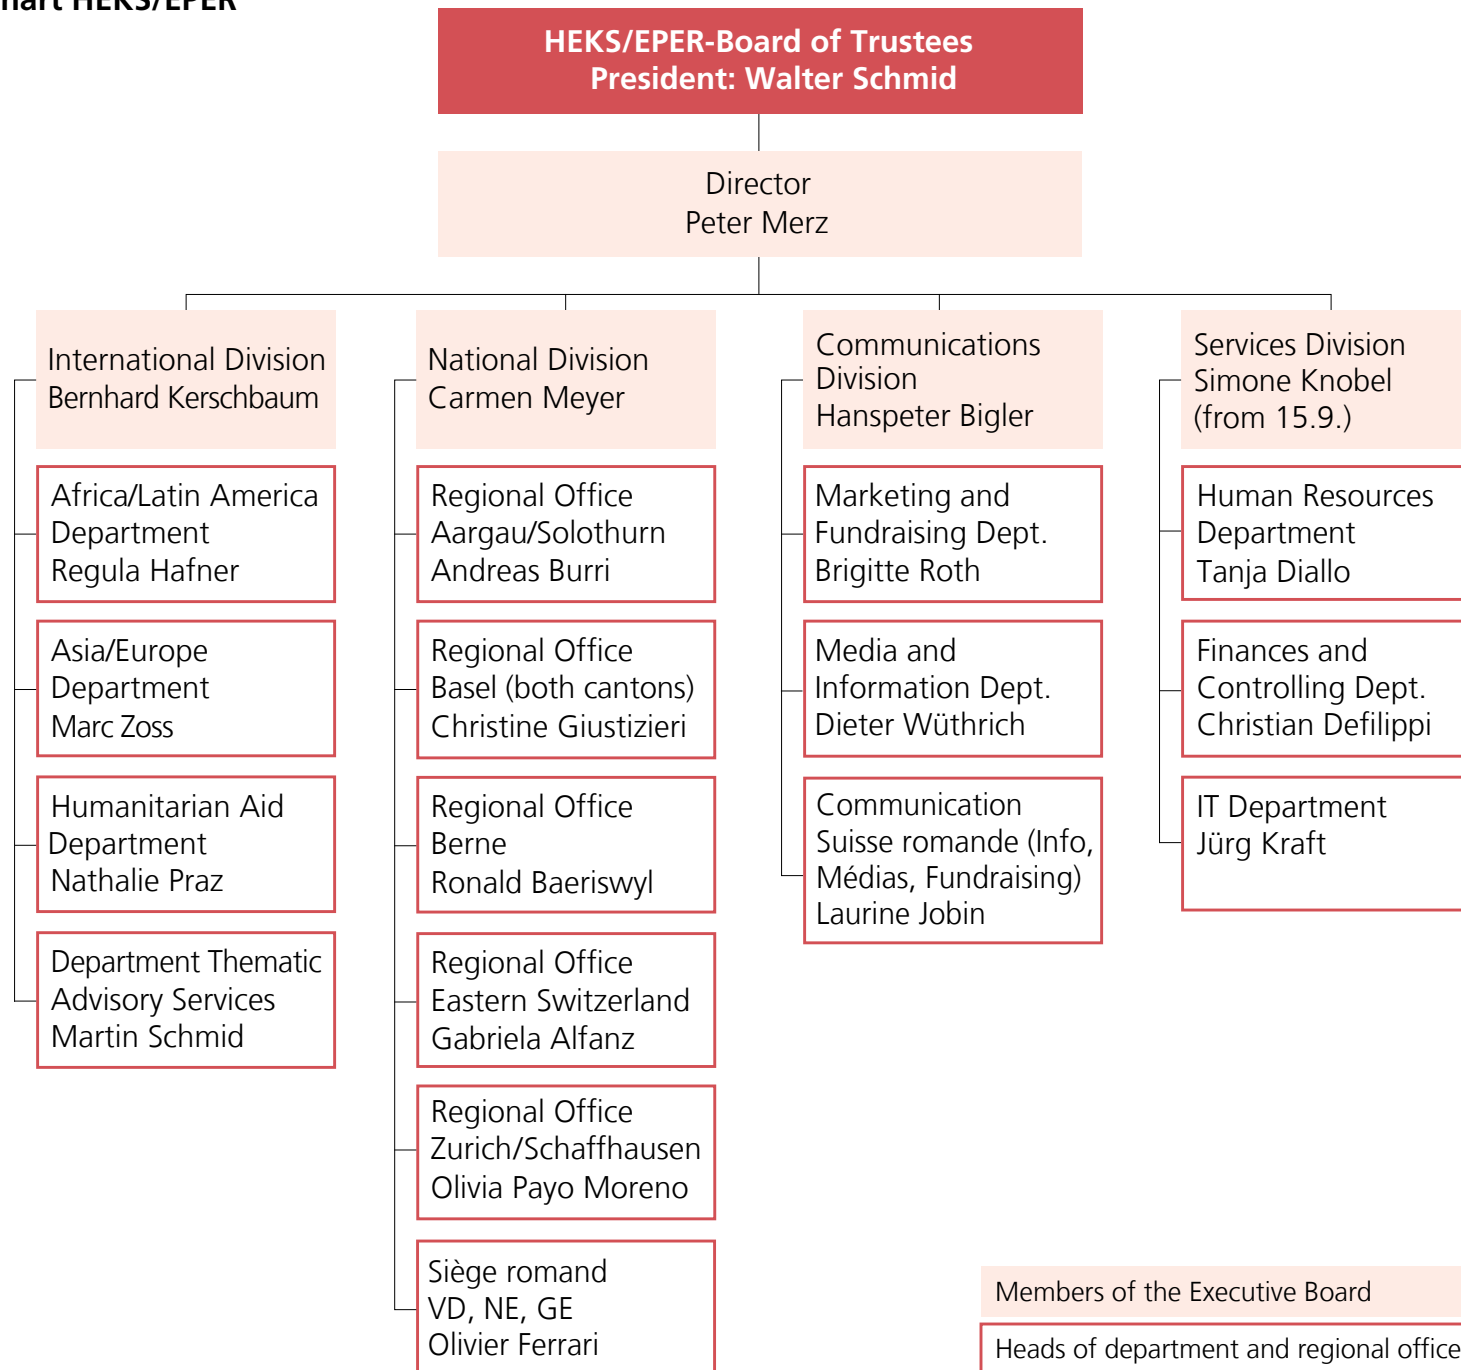 HEKS/EPER
HEKS/EPER-Board of Trustees
President: Walter Schmid
Director
Peter Merz
International Division
Bernhard Kerschbaum
Africa/Latin America
Department
Regula Hafner
Asia/Europe
Department
Marc Zoss
Humanitarian Aid
Department
Nathalie Praz
Department Thematic
Advisory Services
Martin Schmid
National Division
Carmen Meyer
Regional Office
Aargau/Solothurn
Andreas Burri
Regional Office
Basel (both cantons)
Christine Giustizieri
Regional Office
Berne
Ronald Baeriswyl
Regional Office
Eastern Switzerland
Gabriela Alfanz
Regional Office
Zurich/Schaffhausen
Olivia Payo Moreno
Siège romand
VD, NE, GE
Olivier Ferrari
Communications
Division
Hanspeter Bigler
Marketing and
Fundraising Dept.
Brigitte Roth
Media and
Information Dept.
Dieter Wüthrich
Communication
Suisse romande (Info,
Médias, Fundraising)
Laurine Jobin
Services Division
Simone Knobel
(from 15.9.)
Human Resources
Department
Tanja Diallo
Finances and
Controlling Dept.
Christian Defilippi
IT Department
Jürg Kraft
Members of the Executive Board
Heads of department and regional office